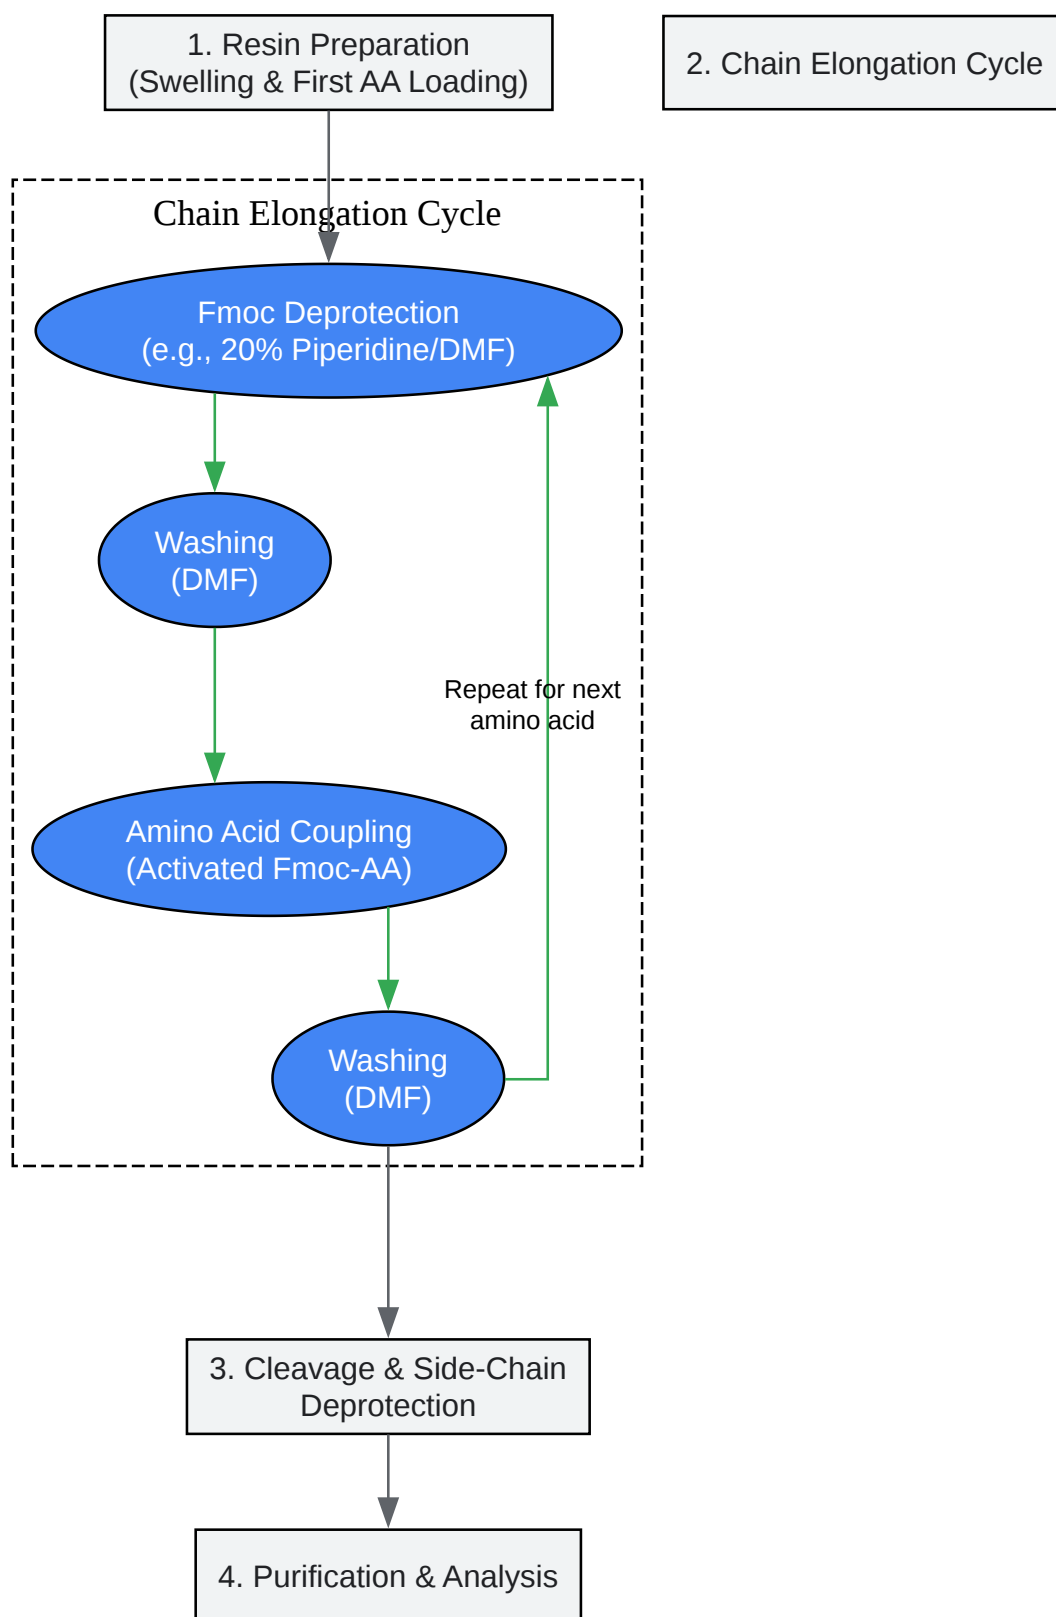 1. Resin Preparation
(Swelling & First AA Loading)
2. Chain Elongation Cycle
Chain Elongation Cycle
Fmoc Deprotection
(e.g., 20% Piperidine/DMF)
Washing
(DMF)
Repeat for next
amino acid
Amino Acid Coupling
(Activated Fmoc-AA)
Washing
(DMF)
3. Cleavage & Side-Chain
Deprotection
4. Purification & Analysis